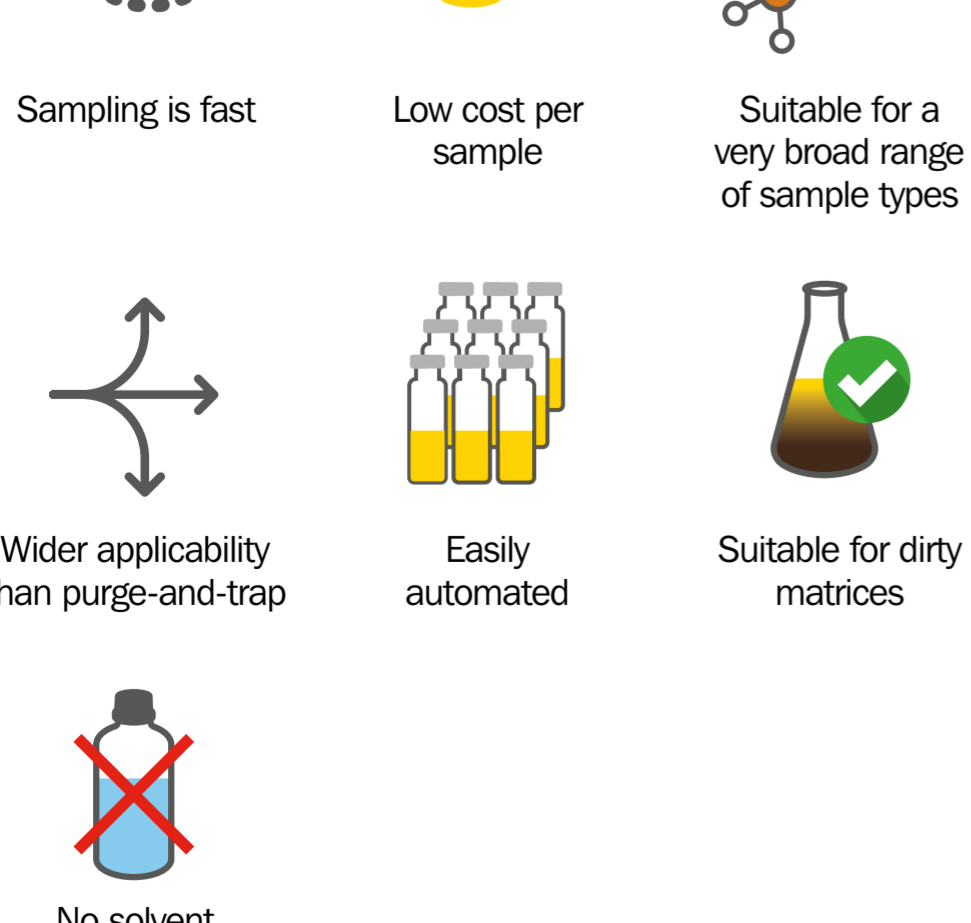 Sampling is fast
Low cost per
sample
Suitable for a
very broad range
of sample types
Wider applicability
han purge-and-trap
Easily
automated
Suitable for dirty
matrices
No solvent